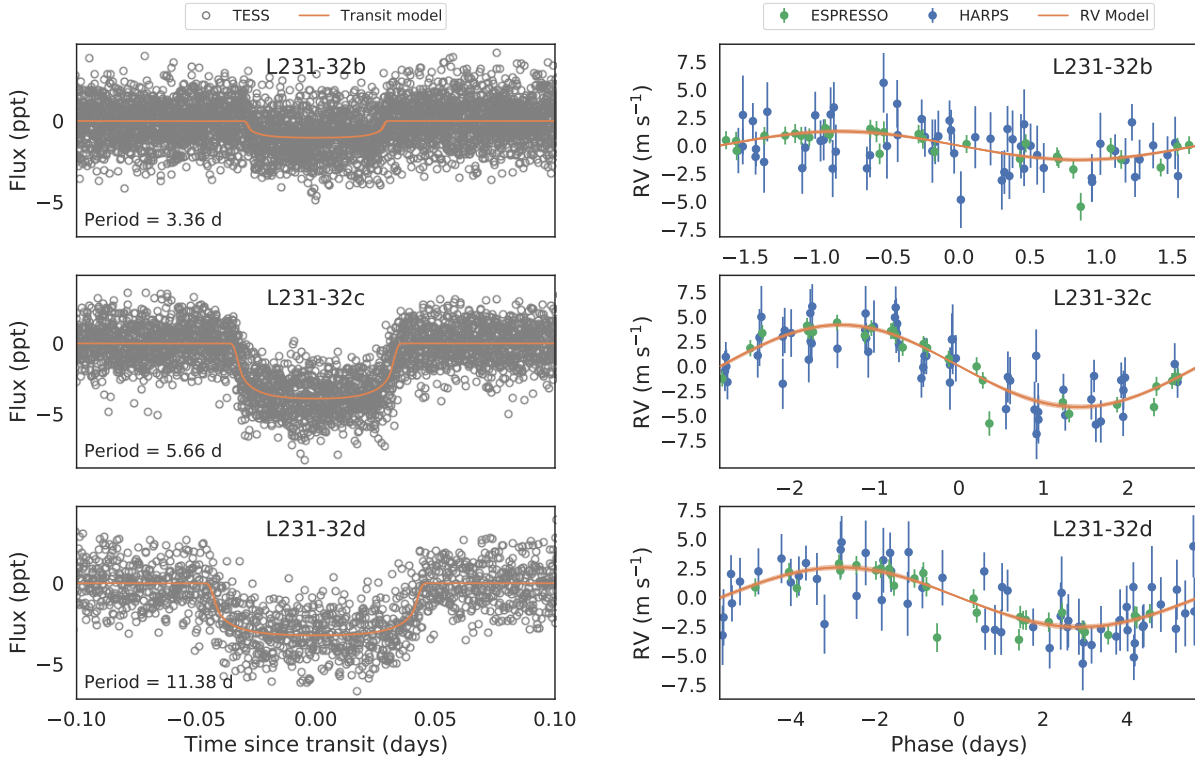 TESS Transit model
ESPRESSO HARPS RV Model
L231-32b
Flux (ppt)
0
−5
Period = 3.36 d
L231-32b
RV (m s⁻¹)
7.5
5.0
2.5
0.0
−2.5
−5.0
−7.5
−1.5 −1.0 −0.5 0.0 0.5 1.0 1.5
L231-32c
Flux (ppt)
0
−5
Period = 5.66 d
L231-32c
RV (m s⁻¹)
7.5
5.0
2.5
0.0
−2.5
−5.0
−7.5
−2 −1 0 1 2
L231-32d
Flux (ppt)
0
−5
Period = 11.38 d
−0.10 −0.05 0.00 0.05 0.10
Time since transit (days)
L231-32d
RV (m s⁻¹)
7.5
5.0
2.5
0.0
−2.5
−5.0
−7.5
−4 −2 0 2 4
Phase (days)